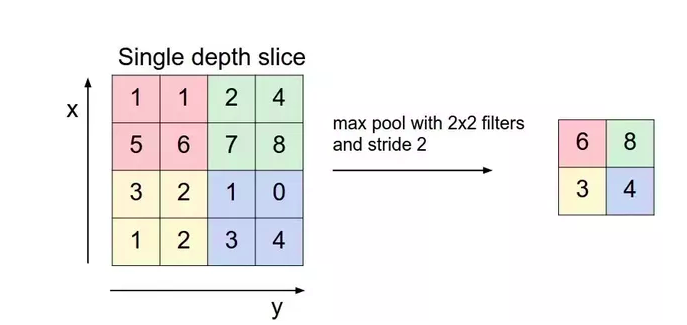 Single depth slice
x
1 1 2 4
5 6 7 8
3 2 1 0
1 2 3 4
y
max pool with 2x2 filters
and stride 2
6 8
3 4